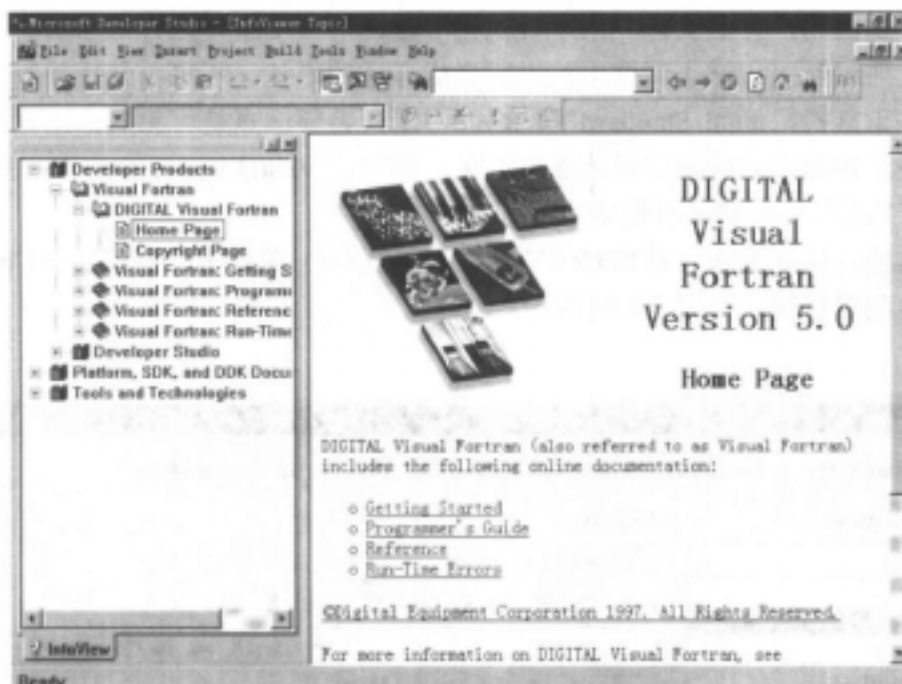 Microsoft Developer Studio - [InfoViewer Topic]
File Edit View Insert Project Build Tools Window Help
Developer Products
Visual Fortran
DIGITAL Visual Fortran
Home Page
Copyright Page
Visual Fortran: Getting S
Visual Fortran: Programm
Visual Fortran: Referenc
Visual Fortran: Run-Time
Developer Studio
Platform, SDK, and DDK Docu
Tools and Technologies
InfoView
Ready
DIGITAL
Visual
Fortran
Version 5.0
Home Page
DIGITAL Visual Fortran (also referred to as Visual Fortran)
includes the following online documentation:
Getting Started
Programmer's Guide
Reference
Run-Time Errors
©Digital Equipment Corporation 1997. All Rights Reserved.
For more information on DIGITAL Visual Fortran, see